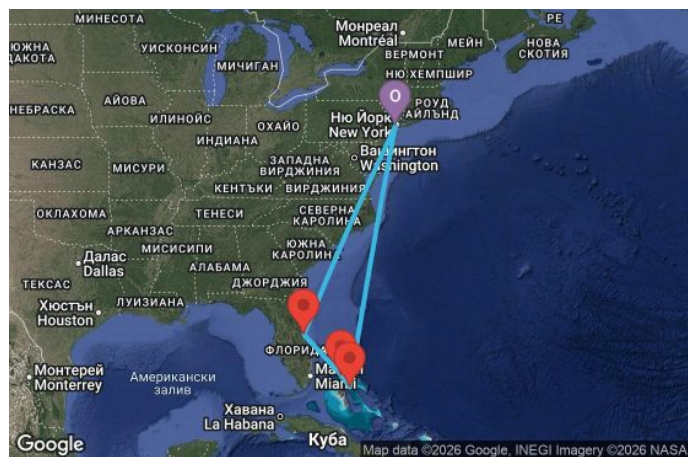 МИНЕСОТА
Монреал
Montréal
РЕ
ЮЖНА
ДАКОТА
УИСКОНСИН
МИЧИГАН
ВЕРМОНТ
МЕЙН
НОВА
СКОТИЯ
НЮ ХЕМПШИР
O
НЕБРАСКА
АЙОВА
ИЛИНОЙС
ИНДИАНА
ОХАЙО
Ню Йорк
New York
РОУД
АЙЛЪНД
КАНЗАС
МИСУРИ
ЗАПАДНА
ВИРДЖИНИЯ
Вашингтон
Washington
КЕНТЪКИ
ВИРДЖИНИЯ
ОКЛАХОМА
АРКАНЗАС
ТЕНЕСИ
СЕВЕРНА
КАРОЛИНА
МИСИСИПИ
АЛАБАМА
ЮЖНА
КАРОЛИН
Далас
Dallas
ДЖОРДЖИЯ
ТЕКСАС
ЛУИЗИАНА
Хюстън
Houston
ФЛОРИДА
Miami
Монтерей
Monterrey
Американски
залив
Хавана
La Habana
Куба
Google
Map data ©2026 Google, INEGI Imagery ©2026 NASA